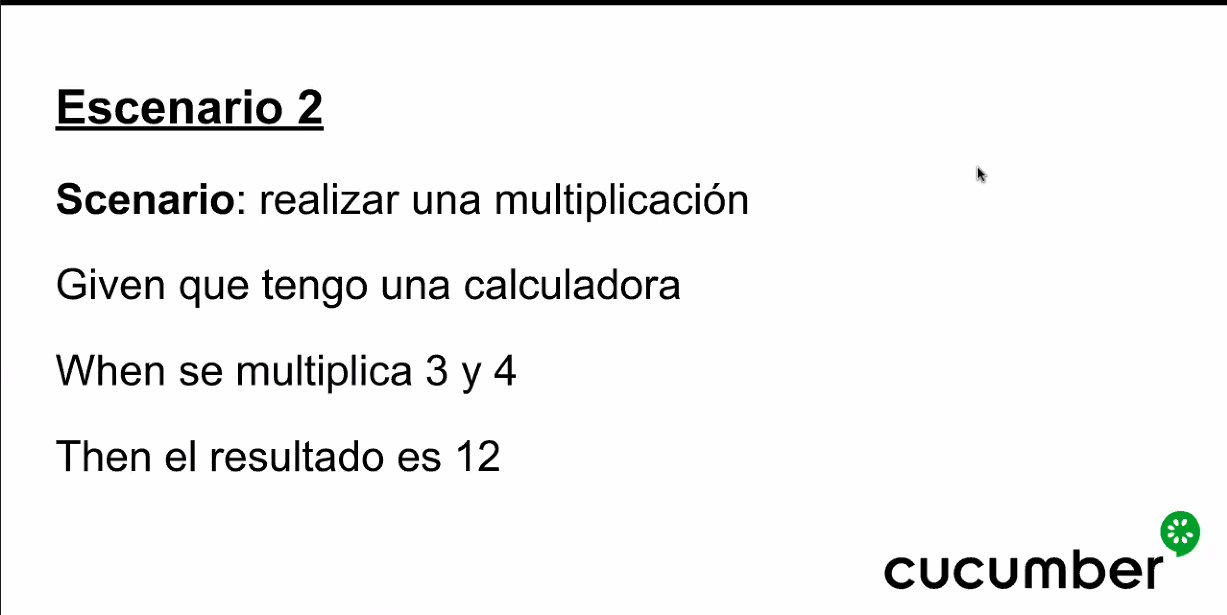 Escenario 2
Scenario: realizar una multiplicación
Given que tengo una calculadora
When se multiplica 3 y 4
Then el resultado es 12
cucumber